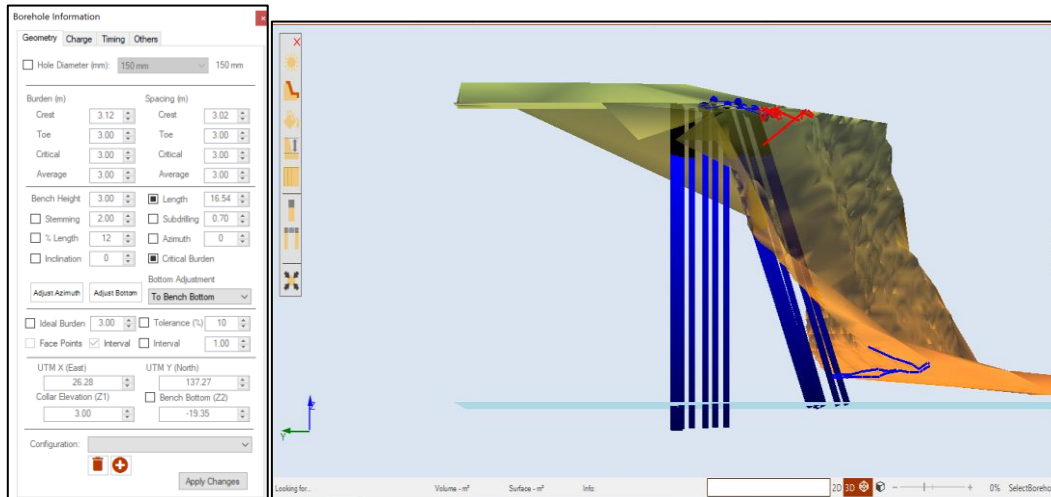 Borehole Information
x
Geometry Charge Timing Others
Hole Diameter (mm): 150 mm 150 mm
Burden (m) Spacing (m)
Crest 3.12 Crest 3.02
Toe 3.00 Toe 3.00
Critical 3.00 Critical 3.00
Average 3.00 Average 3.00
Bench Height 3.00 Length 16.54
Stemming 2.00 Subdrilling 0.70
% Length 12 Azimuth 0
Inclination 0 Critical Burden
Bottom Adjustment
Adjust Azimuth Adjust Bottom To Bench Bottom
Ideal Burden 3.00 Tolerance (%) 10
Face Points Interval Interval 1.00
UTM X (East) UTM Y (North)
26.28 137.27
Collar Elevation (Z1) Bench Bottom (Z2)
3.00 -19.35
Configuration:
Apply Changes
X
Z
Y
Looking for... Volume - m³ Surface - m² Info: 2D 3D - + 0% SelectBoreho